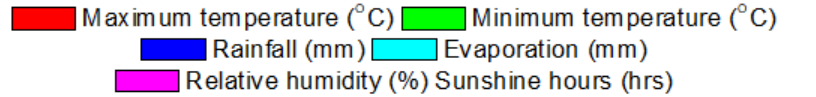 Maximum temperature (°C) Minimum temperature (°C)
Rainfall (mm) Evaporation (mm)
Relative humidity (%) Sunshine hours (hrs)